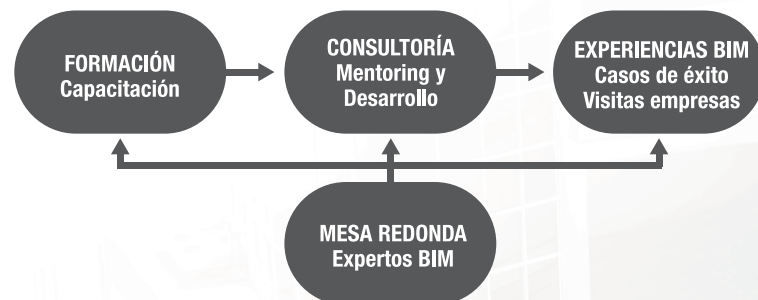 FORMACIÓN
Capacitación
CONSULTORÍA
Mentoring y
Desarrollo
EXPERIENCIAS BIM
Casos de éxito
Visitas empresas
MESA REDONDA
Expertos BIM